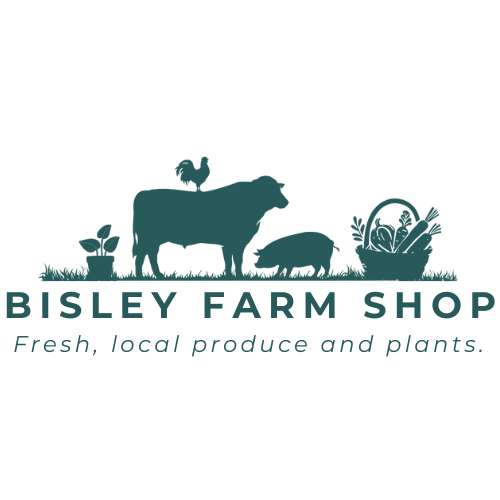 BISLEY FARM SHOP
Fresh, local produce and plants.